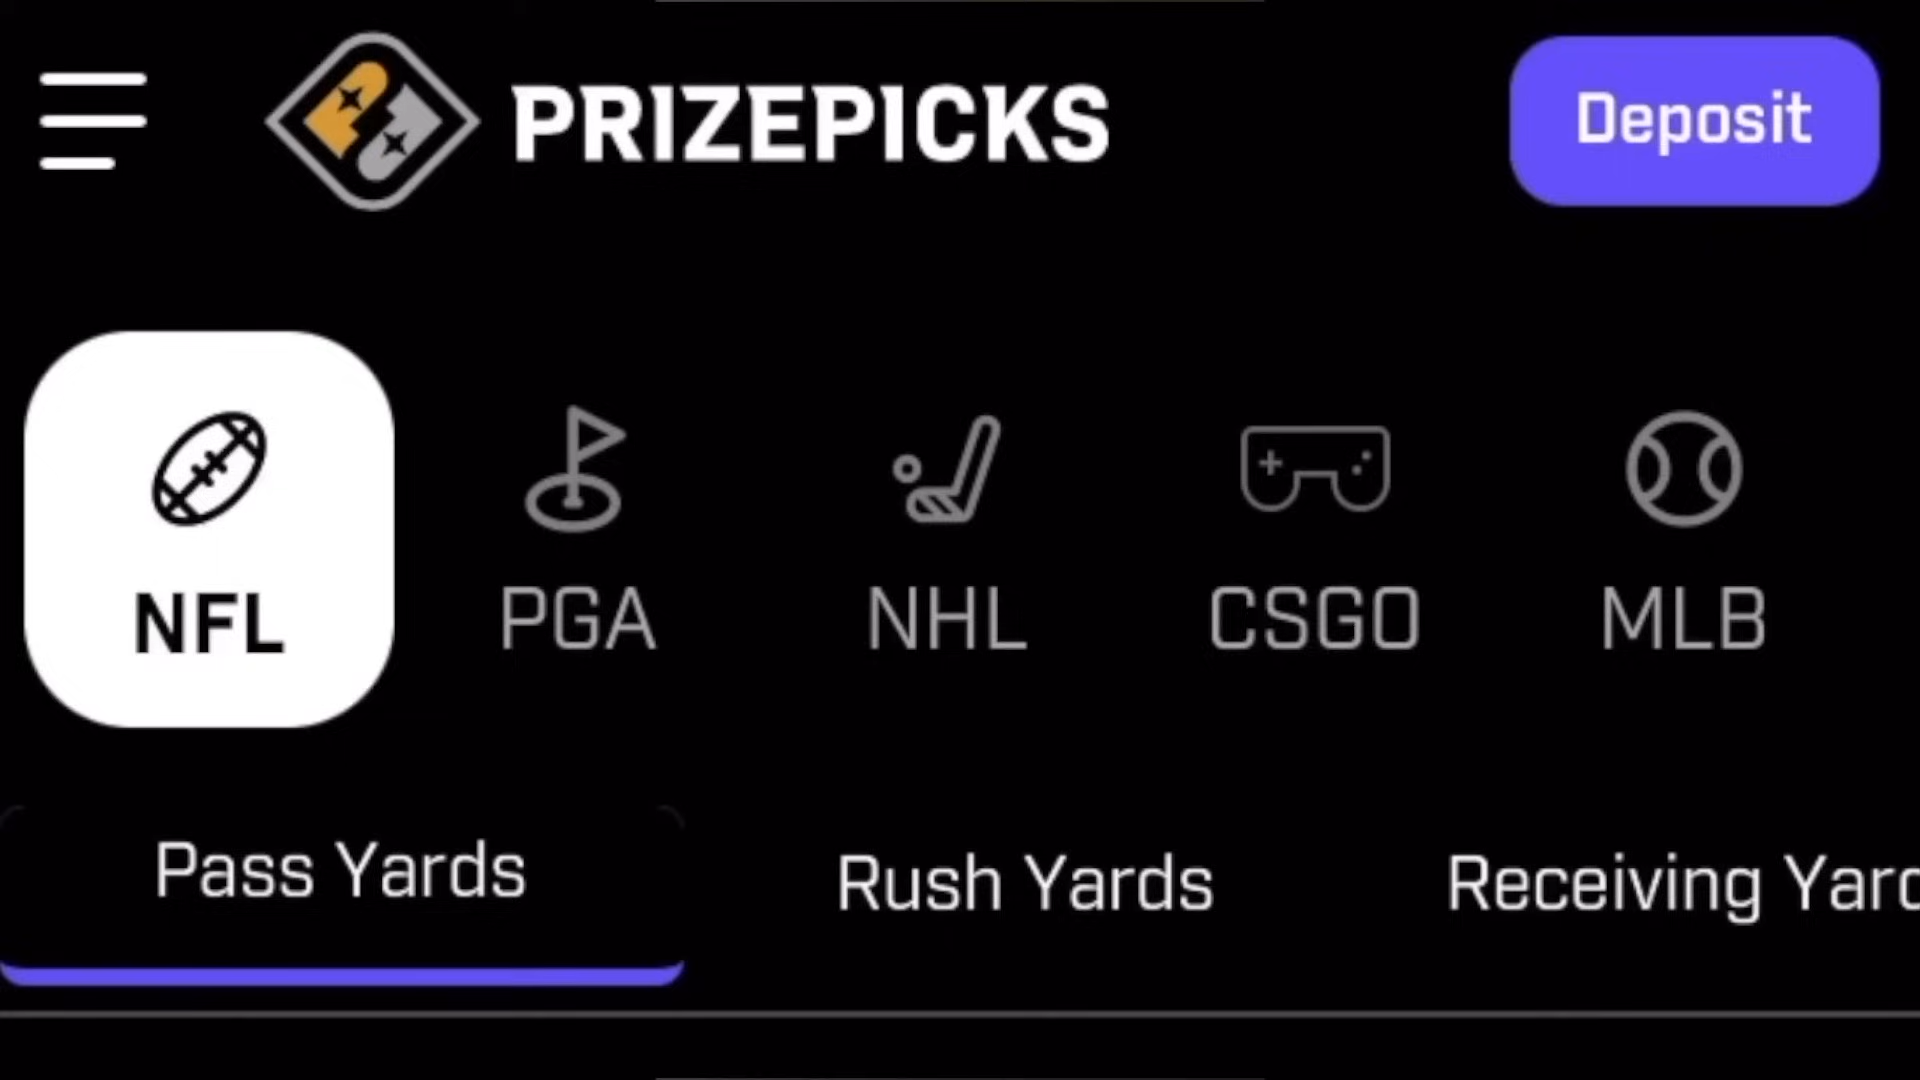 PRIZEPICKS
Deposit
NFL
PGA
NHL
CSGO
MLB
Pass Yards
Rush Yards
Receiving Yard